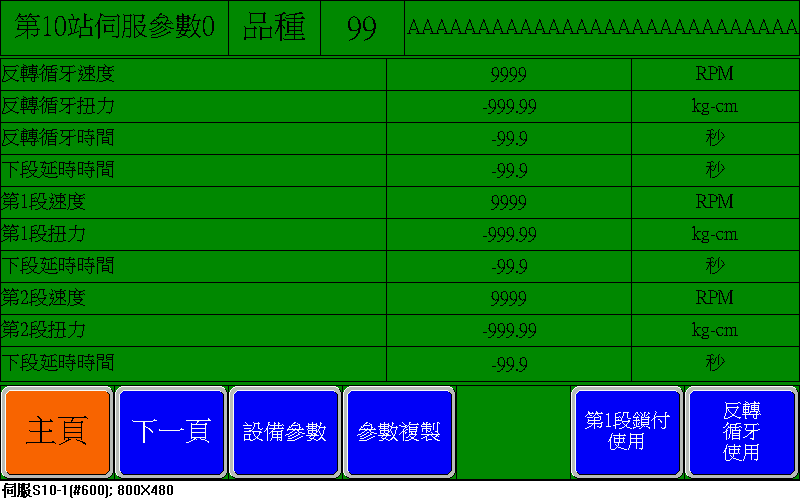 第10站伺服參數0 品種 99 AAAAAAAAAAAAAAAAAAAAAAAAAAAA
反轉循牙速度 9999 RPM
反轉循牙扭力 -999.99 kg-cm
反轉循牙時間 -99.9 秒
下段延時時間 -99.9 秒
第1段速度 9999 RPM
第1段扭力 -999.99 kg-cm
下段延時時間 -99.9 秒
第2段速度 9999 RPM
第2段扭力 -999.99 kg-cm
下段延時時間 -99.9 秒
主頁 下一頁 設備參數 參數複製
第1段鎖付
使用
反轉
循牙
使用
伺服S10-1(#600); 800X480